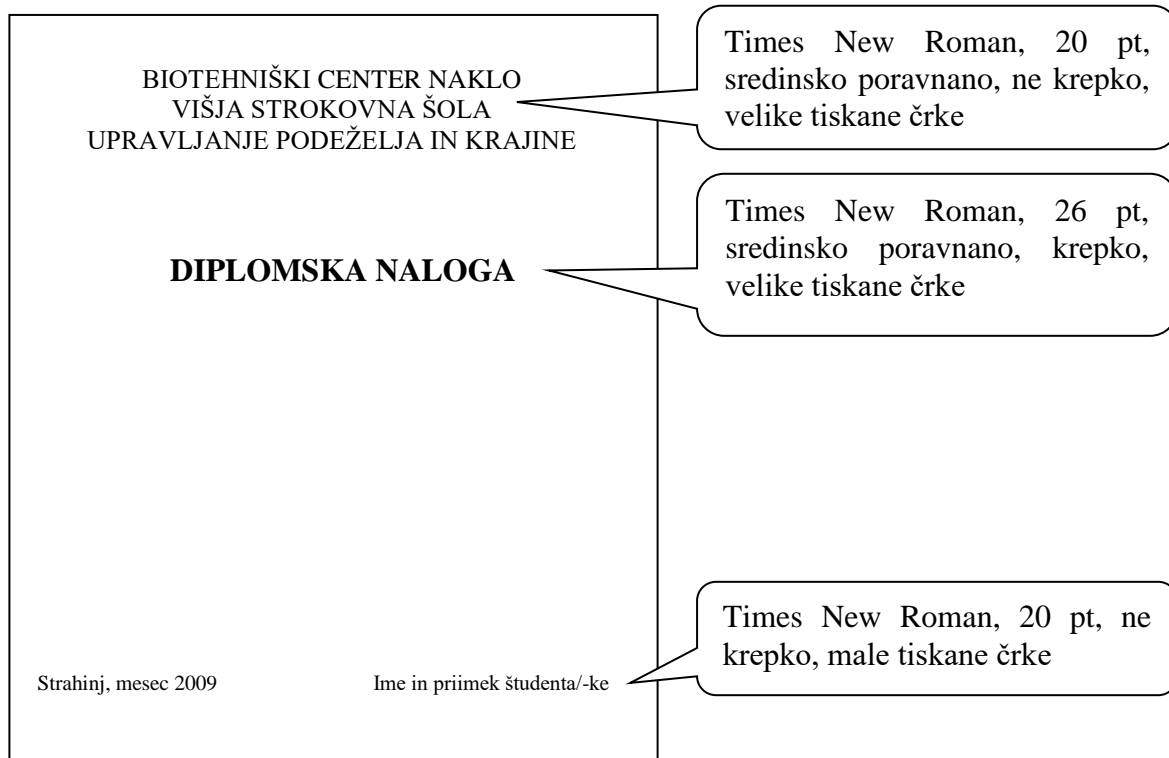 BIOTEHNIŠKI CENTER NAKLO
VIŠJA STROKOVNA ŠOLA
UPRAVLJANJE PODEŽELJA IN KRAJINE
Times New Roman, 20 pt,
sredinsko poravnano, ne krepko,
velike tiskane črke
DIPLOMSKA NALOGA
Times New Roman, 26 pt,
sredinsko poravnano, krepko,
velike tiskane črke
Times New Roman, 20 pt, ne
krepko, male tiskane črke
Strahinj, mesec 2009 Ime in priimek študenta/-ke